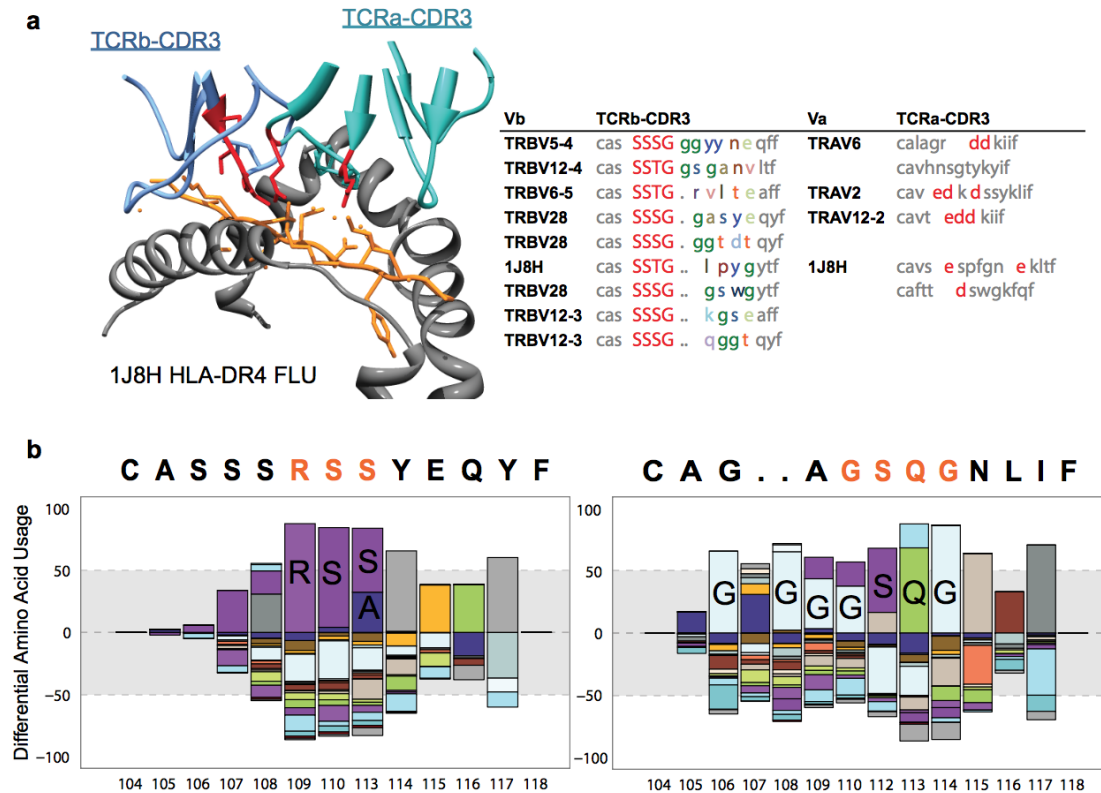 a
TCRb-CDR3
TCRa-CDR3
1J8H HLA-DR4 FLU
Vb TCRb-CDR3 Va TCRa-CDR3
TRBV5-4 cas SSSG ggyy n e qff TRAV6 calagr ddkiif
TRBV12-4 cas SSTG g s g a n v ltf cavhnsgtykyif
TRBV6-5 cas SSTG . r v l t e aff TRAV2 cav ed k d ssyklif
TRBV28 cas SSTG . g a s y e qyf TRAV12-2 cavt edd kiif
TRBV28 cas SSSG . g g t d t qyf
1J8H cas SSTG .. l p y gytf 1J8H cavs e spfgn e kltf
TRBV28 cas SSSG .. g s w gytf caftt d swgkfqf
TRBV12-3 cas SSSG .. k g s e aff
TRBV12-3 cas SSSG .. q g g t qyf
b
C A S S S R S S Y E Q Y F
C A G . . A G S Q G N L I F
Differential Amino Acid Usage
100
50
0
−50
−100
R S S
A
104 105 106 107 108 109 110 113 114 115 116 117 118
100
50
0
−50
−100
G G G G S Q G
104 105 106 107 108 109 110 112 113 114 115 116 117 118